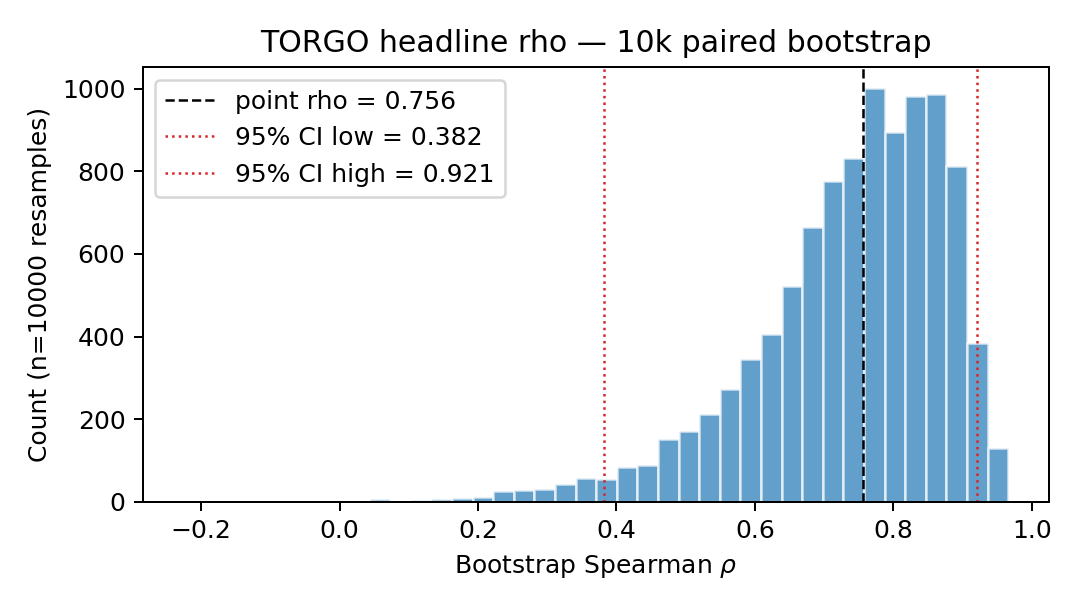 TORGO headline rho — 10k paired bootstrap
point rho = 0.756
95% CI low = 0.382
95% CI high = 0.921
Count (n=10000 resamples)
1000
800
600
400
200
0
−0.2 0.0 0.2 0.4 0.6 0.8 1.0
Bootstrap Spearman ρ